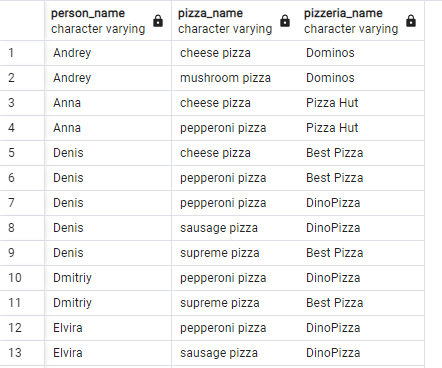 person_name pizza_name pizzeria_name
character varying character varying character varying
1 Andrey cheese pizza Dominos
2 Andrey mushroom pizza Dominos
3 Anna cheese pizza Pizza Hut
4 Anna pepperoni pizza Pizza Hut
5 Denis cheese pizza Best Pizza
6 Denis pepperoni pizza Best Pizza
7 Denis pepperoni pizza DinoPizza
8 Denis sausage pizza DinoPizza
9 Denis supreme pizza Best Pizza
10 Dmitriy pepperoni pizza DinoPizza
11 Dmitriy supreme pizza Best Pizza
12 Elvira pepperoni pizza DinoPizza
13 Elvira sausage pizza DinoPizza